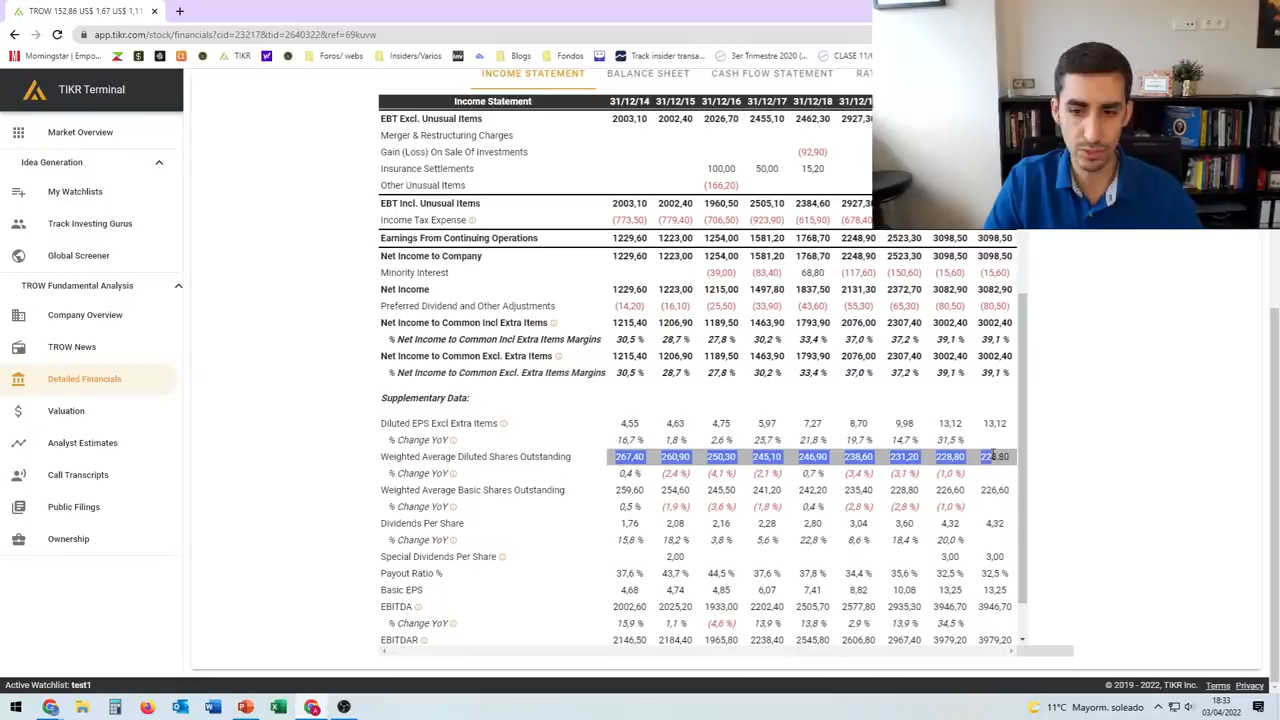 TROW 152,86 US$ 1,67 US$ 1,11
app.tikr.com/stock/financials?cid=23217&tid=2640322&ref=69kuvw
Morningstar | Empo... TIKR Foros/ webs Insiders/Varios Blogs Fondos Track insider transa... 3er Trimestre 2020 (... CLASE 11/
TIKR Terminal
INCOME STATEMENT BALANCE SHEET CASH FLOW STATEMENT RAT
Market Overview
Idea Generation
My Watchlists
Track Investing Gurus
Global Screener
TROW Fundamental Analysis
Company Overview
TROW News
Detailed Financials
Valuation
Analyst Estimates
Call Transcripts
Public Filings
Ownership
Income Statement 31/12/14 31/12/15 31/12/16 31/12/17 31/12/18 31/12/1
EBT Excl. Unusual Items 2003,10 2002,40 2026,70 2455,10 2462,30 2927,30
Merger & Restructuring Charges
Gain (Loss) On Sale Of Investments (92,90)
Insurance Settlements 100,00 50,00 15,20
Other Unusual Items (166,20)
EBT Incl. Unusual Items 2003,10 2002,40 1960,50 2505,10 2384,60 2927,30
Income Tax Expense (773,50) (779,40) (706,50) (923,90) (615,90) (678,40
Earnings From Continuing Operations 1229,60 1223,00 1254,00 1581,20 1768,70 2248,90 2523,30 3098,50 3098,50
Net Income to Company 1229,60 1223,00 1254,00 1581,20 1768,70 2248,90 2523,30 3098,50 3098,50
Minority Interest (39,00) (83,40) 68,80 (117,60) (150,60) (15,60) (15,60)
Net Income 1229,60 1223,00 1215,00 1497,80 1837,50 2131,30 2372,70 3082,90 3082,90
Preferred Dividend and Other Adjustments (14,20) (16,10) (25,50) (33,90) (43,60) (55,30) (65,30) (80,50) (80,50)
Net Income to Common Incl Extra Items 1215,40 1206,90 1189,50 1463,90 1793,90 2076,00 2307,40 3002,40 3002,40
% Net Income to Common Incl Extra Items Margins 30,5 % 28,7 % 27,8 % 30,2 % 33,4 % 37,0 % 37,2 % 39,1 % 39,1 %
Net Income to Common Excl. Extra Items 1215,40 1206,90 1189,50 1463,90 1793,90 2076,00 2307,40 3002,40 3002,40
% Net Income to Common Excl. Extra Items Margins 30,5 % 28,7 % 27,8 % 30,2 % 33,4 % 37,0 % 37,2 % 39,1 % 39,1 %
Supplementary Data:
Diluted EPS Excl Extra Items 4,55 4,63 4,75 5,97 7,27 8,70 9,98 13,12 13,12
% Change YoY 16,7 % 1,8 % 2,6 % 25,7 % 21,8 % 19,7 % 14,7 % 31,5 %
Weighted Average Diluted Shares Outstanding 267,40 260,90 250,30 245,10 246,90 238,60 231,20 228,80 228,80
% Change YoY 0,4 % (2,4 %) (4,1 %) (2,1 %) 0,7 % (3,4 %) (3,1 %) (1,0 %)
Weighted Average Basic Shares Outstanding 259,60 254,60 245,50 241,20 242,20 235,40 228,80 226,60 226,60
% Change YoY 0,5 % (1,9 %) (3,6 %) (1,8 %) 0,4 % (2,8 %) (2,8 %) (1,0 %)
Dividends Per Share 1,76 2,08 2,16 2,28 2,80 3,04 3,60 4,32 4,32
% Change YoY 15,8 % 18,2 % 3,8 % 5,6 % 22,8 % 8,6 % 18,4 % 20,0 %
Special Dividends Per Share 2,00 3,00 3,00
Payout Ratio % 37,6 % 43,7 % 44,5 % 37,6 % 37,8 % 34,4 % 35,6 % 32,5 % 32,5 %
Basic EPS 4,68 4,74 4,85 6,07 7,41 8,82 10,08 13,25 13,25
EBITDA 2002,60 2025,20 1933,00 2202,40 2505,70 2577,80 2935,30 3946,70 3946,70
% Change YoY 15,9 % 1,1 % (4,6 %) 13,9 % 13,8 % 2,9 % 13,9 % 34,5 %
EBITDAR 2146,50 2184,40 1965,80 2238,40 2545,80 2606,80 2967,40 3979,20 3979,20
Active Watchlist: test1
© 2019 - 2022, TIKR Inc. Terms Privacy
11°C Mayorm. soleado
18:33
03/04/2022